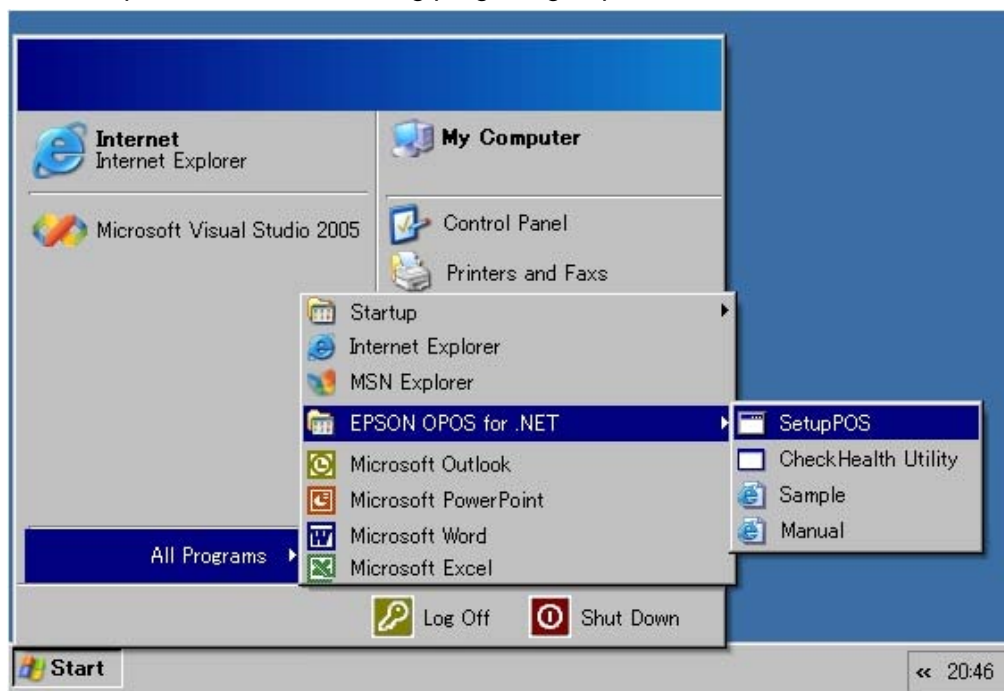 Internet
Internet Explorer
My Computer
Microsoft Visual Studio 2005
Control Panel
Printers and Faxs
Startup
Internet Explorer
MSN Explorer
EPSON OPOS for .NET
Microsoft Outlook
Microsoft PowerPoint
Microsoft Word
Microsoft Excel
SetupPOS
CheckHealth Utility
Sample
Manual
All Programs
Log Off
Shut Down
Start
« 20:46